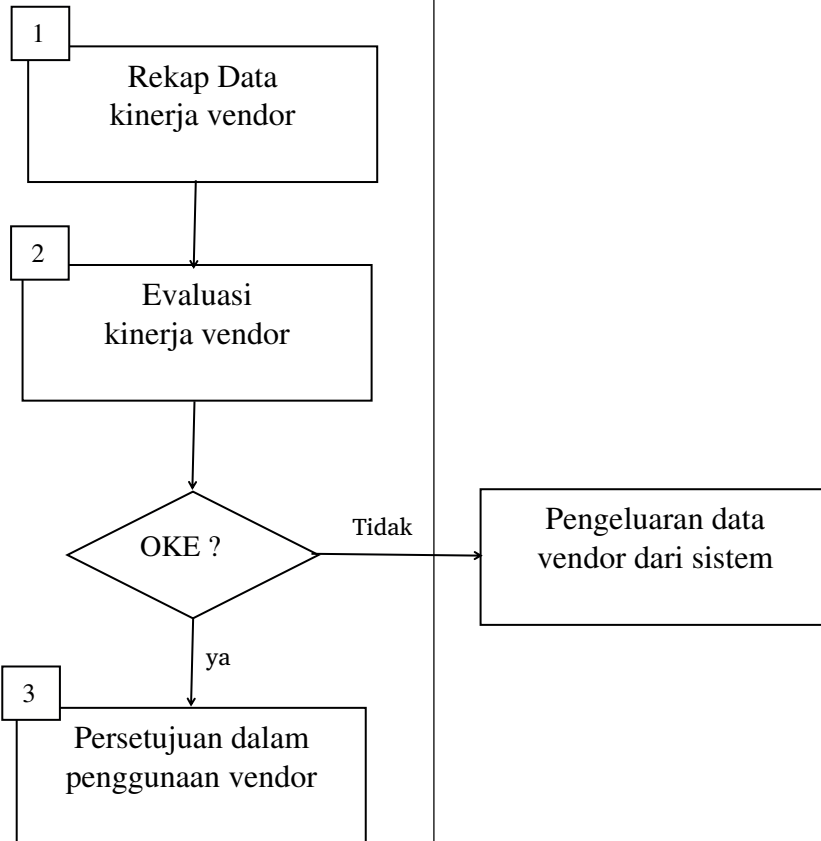 1
Rekap Data
kinerja vendor
2
Evaluasi
kinerja vendor
OKE ?
Tidak
Pengeluaran data
vendor dari sistem
ya
3
Persetujuan dalam
penggunaan vendor